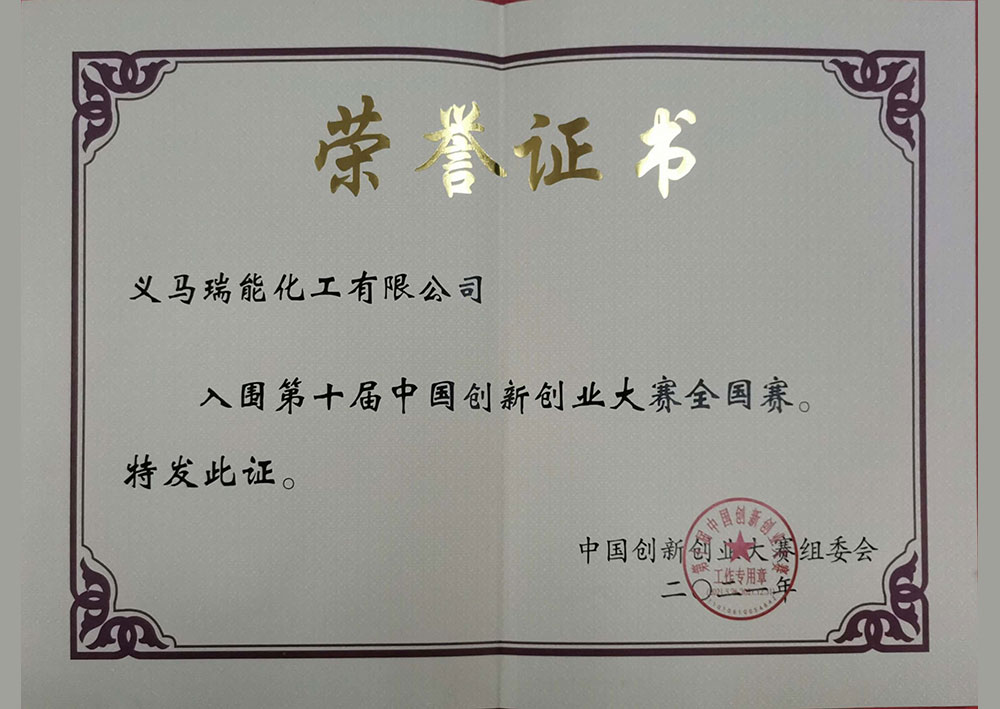 荣誉证书
义马瑞能化工有限公司
入围第十届中国创新创业大赛全国赛。
特发此证。
中国创新创业大赛组委会
二〇二一年
工作专用章